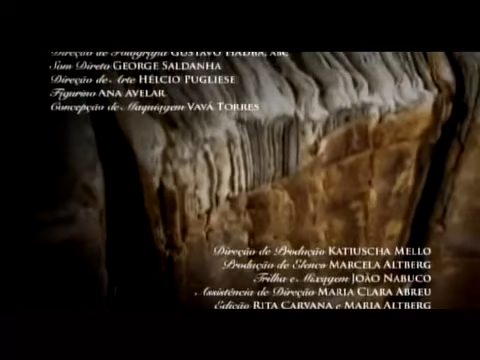 Direção de Fotografia GUSTAVO HADBA, ABC
Som Direto GEORGE SALDANHA
Direção de Arte HÉLCIO PUGLIESE
Figurino ANA AVELAR
Concepção de Maquiagem VAVÁ TORRES
Direção de Produção KATIUSCHA MELLO
Produção de Elenco MARCELA ALTBERG
Trilha e Mixagem JOÃO NABUCO
Assistência de Direção MARIA CLARA ABREU
Edição RITA CARVANA e MARIA ALTBERG